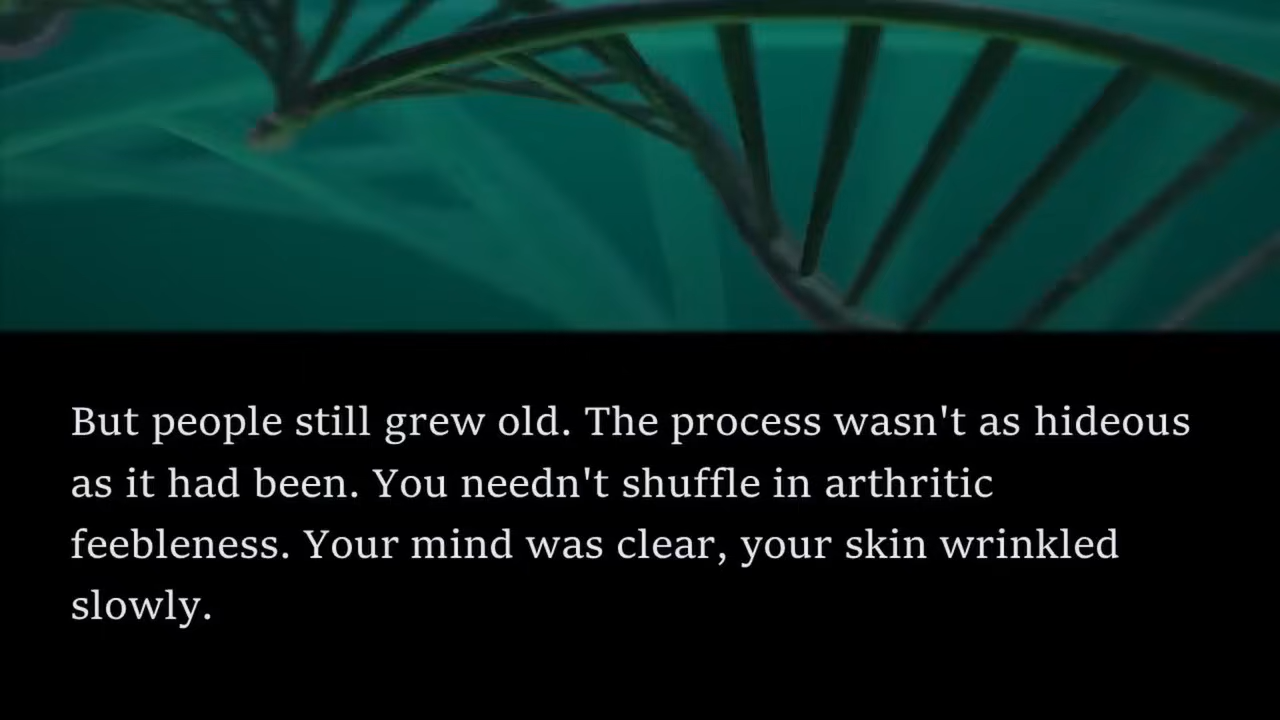 But people still grew old. The process wasn't as hideous
as it had been. You needn't shuffle in arthritic
feebleness. Your mind was clear, your skin wrinkled
slowly.